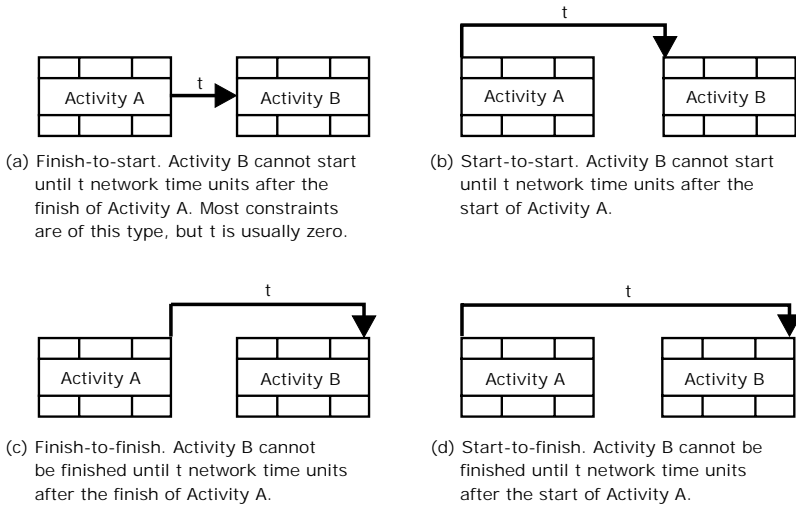 t
Activity A
Activity B
(a) Finish-to-start. Activity B cannot start
until t network time units after the
finish of Activity A. Most constraints
are of this type, but t is usually zero.
t
Activity A
Activity B
(b) Start-to-start. Activity B cannot start
until t network time units after the
start of Activity A.
t
Activity A
Activity B
(c) Finish-to-finish. Activity B cannot
be finished until t network time units
after the finish of Activity A.
t
Activity A
Activity B
(d) Start-to-finish. Activity B cannot be
finished until t network time units
after the start of Activity A.